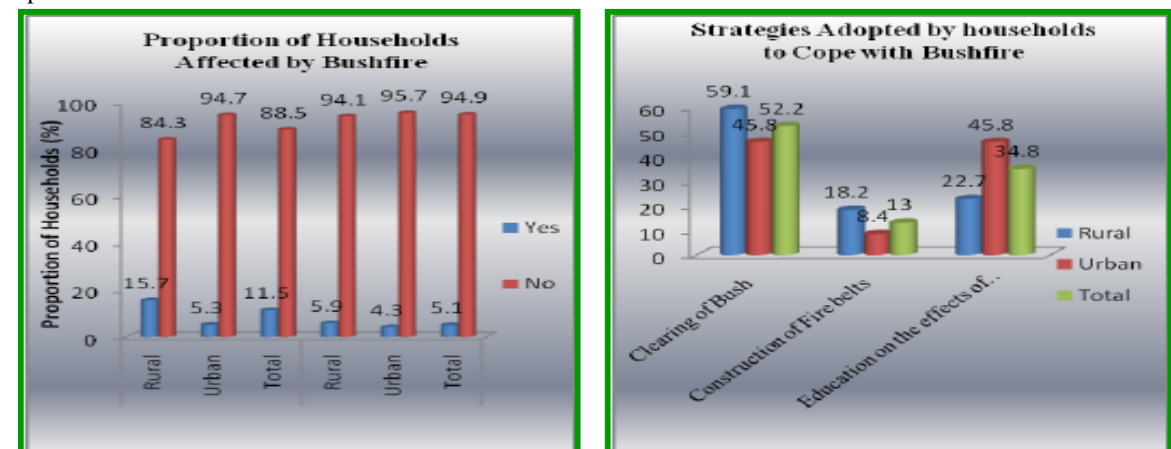 Proportion of Households
Affected by Bushfire
Proportion of Households (%)
100
80
60
40
20
0
15.7
84.3
5.3
94.7
11.5
88.5
5.9
94.1
4.3
95.7
5.1
94.9
Rural
Urban
Total
Rural
Urban
Total
Yes
No
Strategies Adopted by households
to Cope with Bushfire
60
50
40
30
20
10
0
59.1
45.8
52.2
18.2
8.4
13
22.7
45.8
34.8
Clearing of Bush
Construction of Fire belts
Education on the effects of..
Rural
Urban
Total